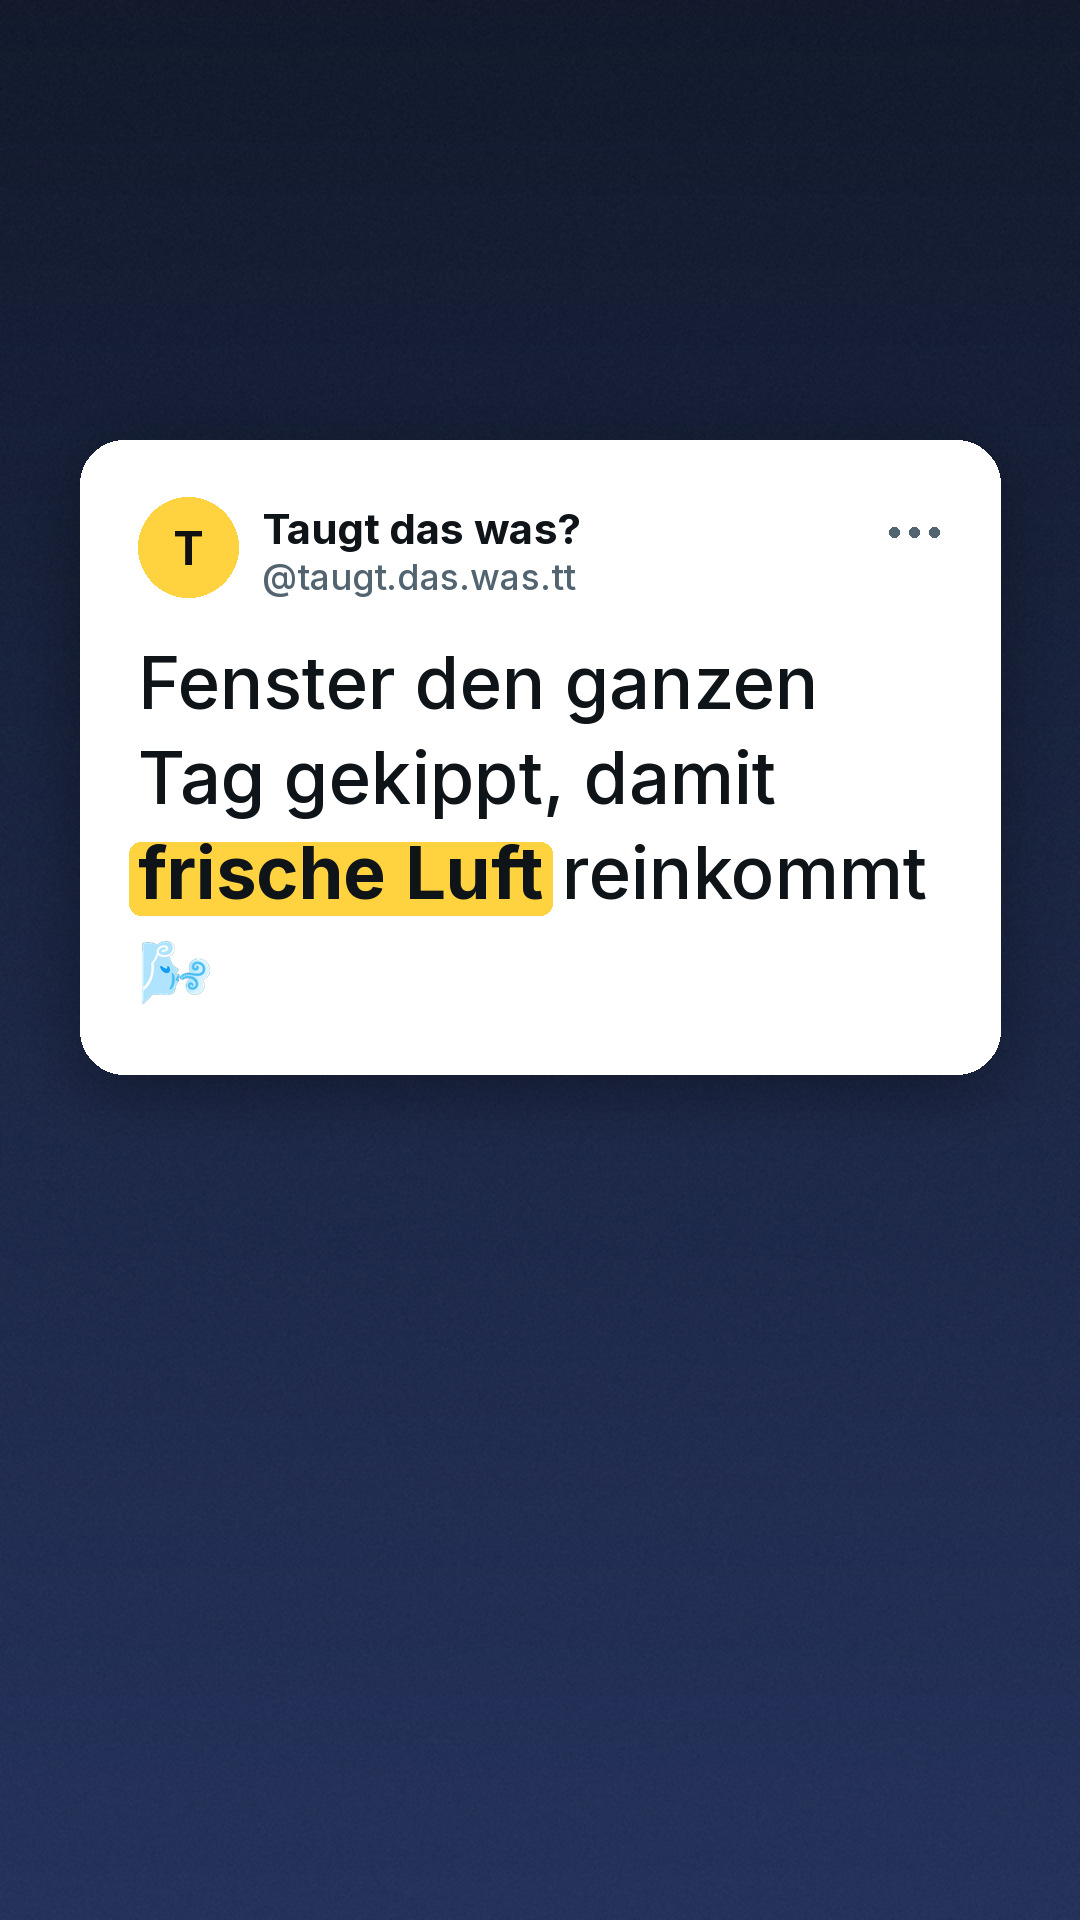 T
Taugt das was?
@taugt.das.was.tt
Fenster den ganzen
Tag gekippt, damit
frische Luft reinkommt
🌬️